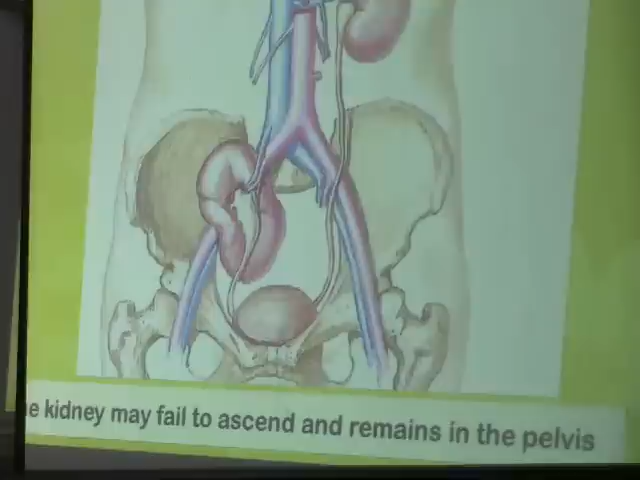 kidney may fail to ascend and remains in the pelvis